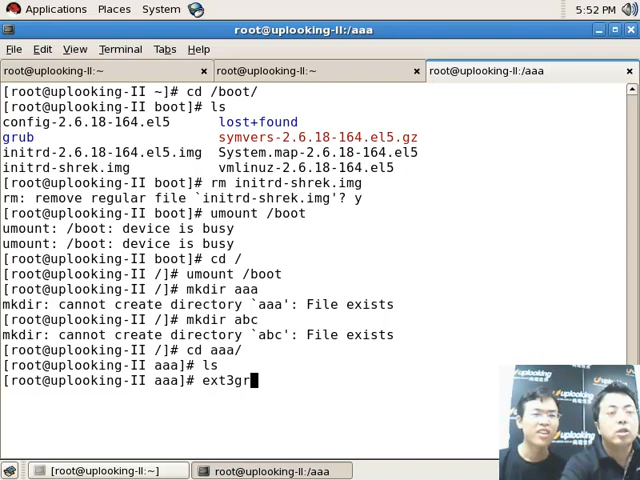 Applications Places System 5:52 PM
root@uplooking-II:/aaa
File Edit View Terminal Tabs Help
root@uplooking-II:~ root@uplooking-II:~ root@uplooking-II:/aaa
[root@uplooking-II ~]# cd /boot/
[root@uplooking-II boot]# ls
config-2.6.18-164.el5 lost+found
grub symvers-2.6.18-164.el5.gz
initrd-2.6.18-164.el5.img System.map-2.6.18-164.el5
initrd-shrek.img vmlinuz-2.6.18-164.el5
[root@uplooking-II boot]# rm initrd-shrek.img
rm: remove regular file `initrd-shrek.img'? y
[root@uplooking-II boot]# umount /boot
umount: /boot: device is busy
umount: /boot: device is busy
[root@uplooking-II boot]# cd /
[root@uplooking-II /]# umount /boot
[root@uplooking-II /]# mkdir aaa
mkdir: cannot create directory `aaa': File exists
[root@uplooking-II /]# mkdir abc
mkdir: cannot create directory `abc': File exists
[root@uplooking-II /]# cd aaa/
[root@uplooking-II aaa]# ls
[root@uplooking-II aaa]# ext3gr
uplooking
[root@uplooking-II:~] root@uplooking-II:/aaa